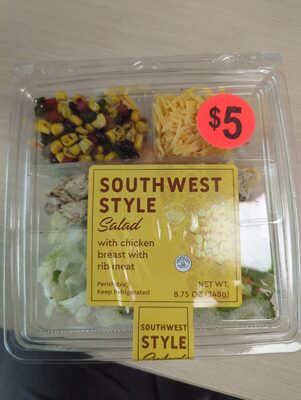 $5
SOUTHWEST
STYLE
Salad
with chicken
breast with
rib meat
Perishable,
Keep Refrigerated
NET WT.
8.75 OZ (248g)
SOUTHWEST
STYLE
Salad